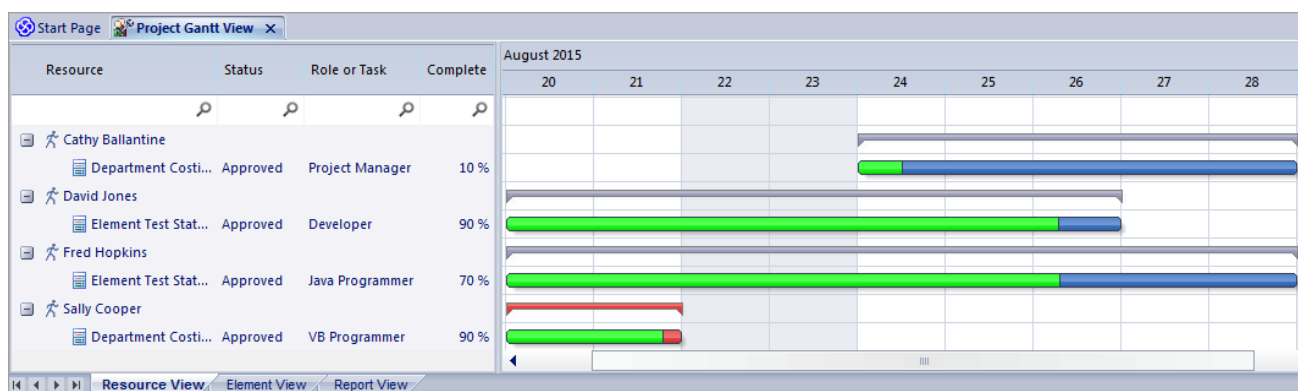 Start Page Project Gantt View X
August 2015
Resource Status Role or Task Complete
20 21 22 23 24 25 26 27 28
Cathy Ballantine
Department Costi... Approved Project Manager 10 %
David Jones
Element Test Stat... Approved Developer 90 %
Fred Hopkins
Element Test Stat... Approved Java Programmer 70 %
Sally Cooper
Department Costi... Approved VB Programmer 90 %
Resource View Element View Report View